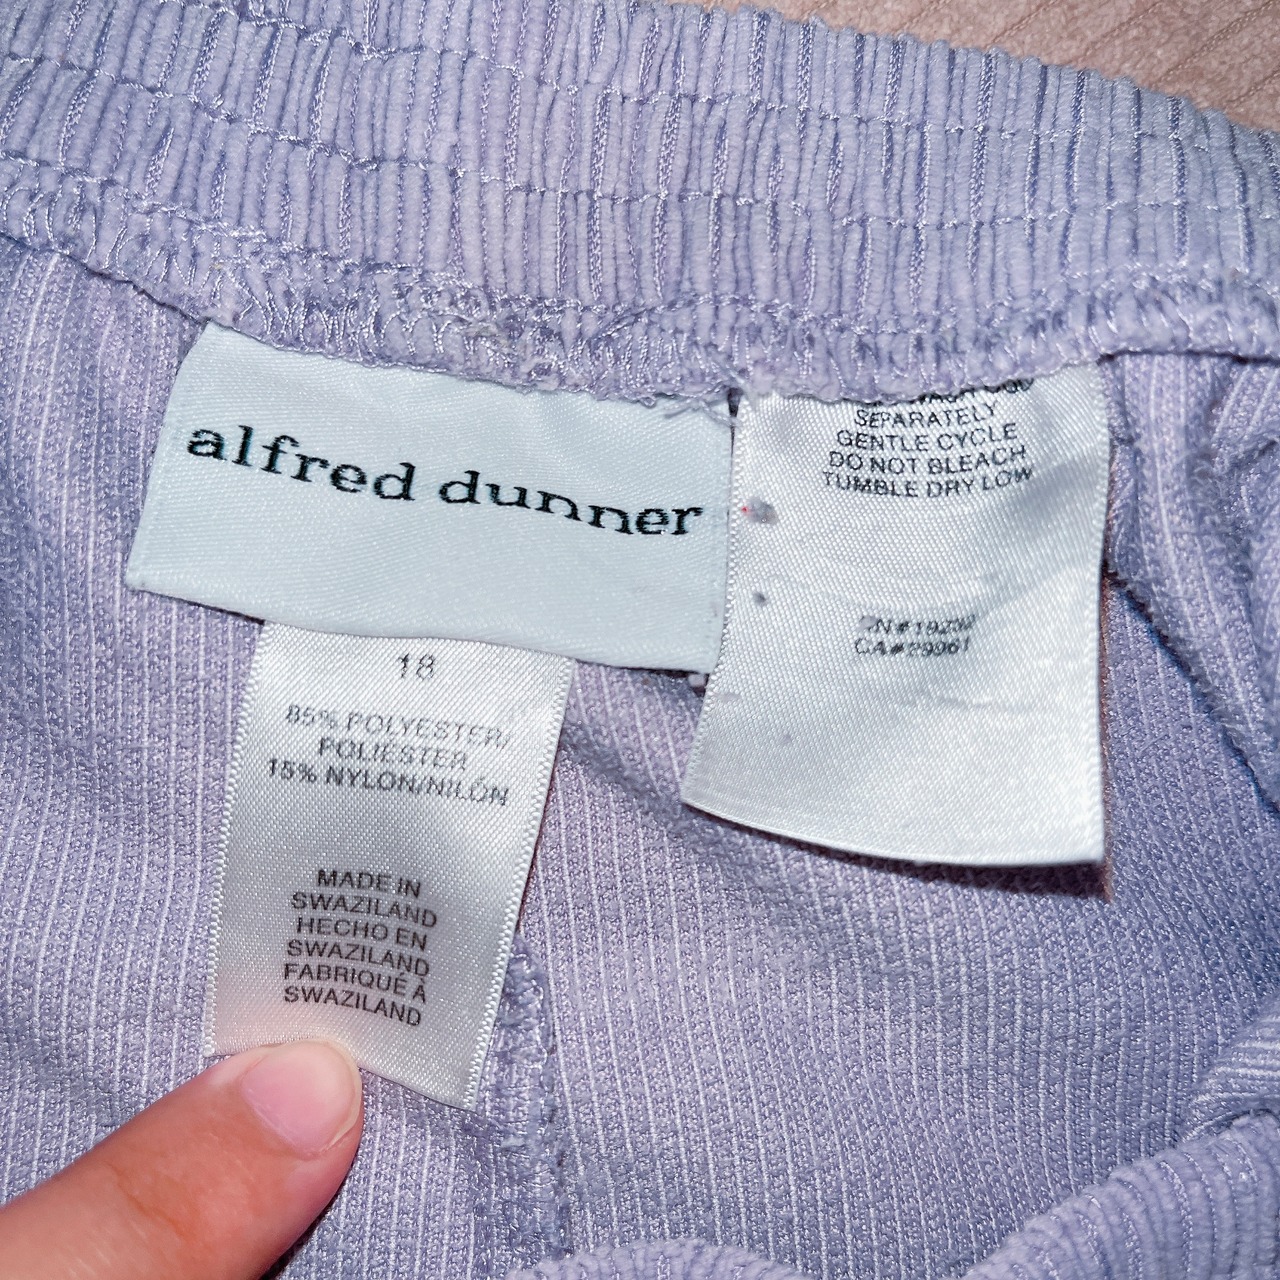 alfred dunner
18
85% POLYESTER/
POLIÉSTER
15% NYLON/NILÓN
MADE IN
SWAZILAND
HECHO EN
SWAZILAND
FABRIQUÉ À
SWAZILAND
SEPARATELY
GENTLE CYCLE
DO NOT BLEACH
TUMBLE DRY LOW
CA#29961